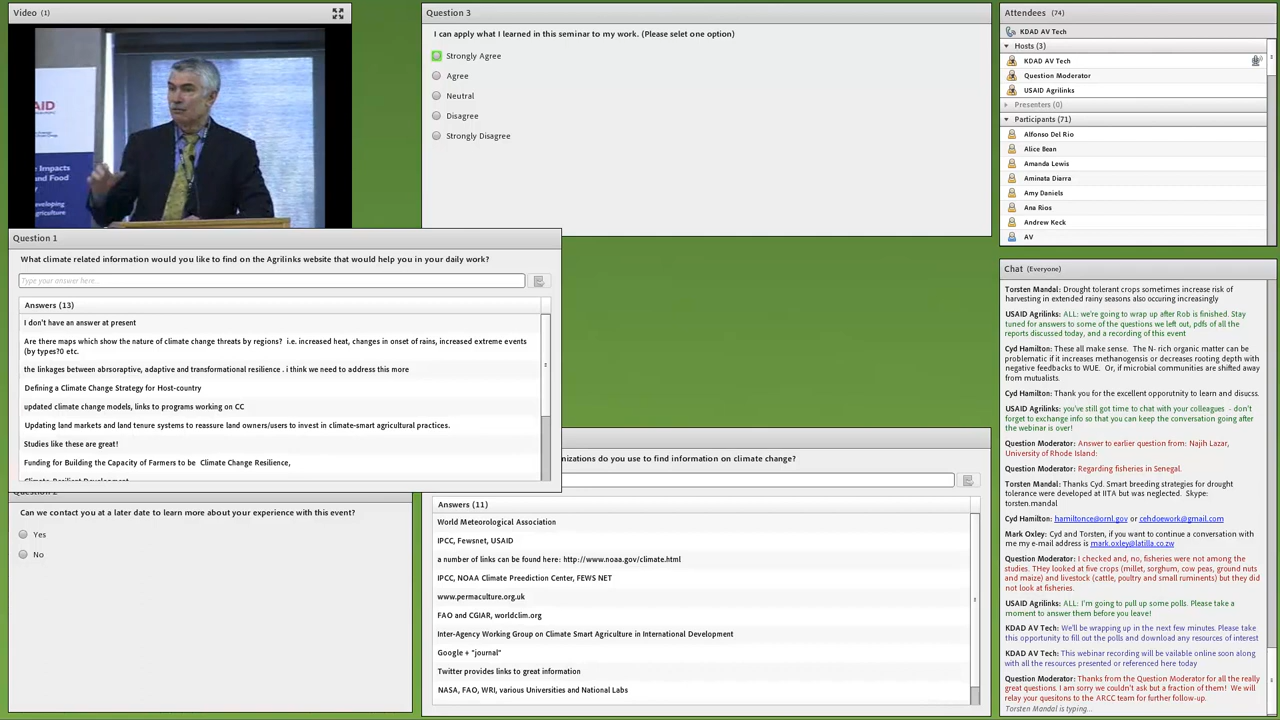 Video (1)
AID
e Impacts
and Food
y
eveloping
griculture
Question 3
I can apply what I learned in this seminar to my work. (Please selet one option)
Strongly Agree
Agree
Neutral
Disagree
Strongly Disagree
Question 1
What climate related information would you like to find on the Agrilinks website that would help you in your daily work?
Type your answer here...
Answers (13)
I don't have an answer at present
Are there maps which show the nature of climate change threats by regions? i.e. increased heat, changes in onset of rains, increased extreme events
(by types?0 etc.
the linkages between abrsoraptive, adaptive and transformational resilience . i think we need to address this more
Defining a Climate Change Strategy for Host-country
updated climate change models, links to programs working on CC
Updating land markets and land tenure systems to reassure land owners/users to invest in climate-smart agricultural practices.
Studies like these are great!
Funding for Building the Capacity of Farmers to be Climate Change Resilience,
Climate-Resilient Development
Question 2
Can we contact you at a later date to learn more about your experience with this event?
Yes
No
nizations do you use to find information on climate change?
Answers (11)
World Meteorological Association
IPCC, Fewsnet, USAID
a number of links can be found here: http://www.noaa.gov/climate.html
IPCC, NOAA Climate Preediction Center, FEWS NET
www.permaculture.org.uk
FAO and CGIAR, worldclim.org
Inter-Agency Working Group on Climate Smart Agriculture in International Development
Google + "journal"
Twitter provides links to great information
NASA, FAO, WRI, various Universities and National Labs
Attendees (74)
KDAD AV Tech
Hosts (3)
KDAD AV Tech
Question Moderator
USAID Agrilinks
Presenters (0)
Participants (71)
Alfonso Del Rio
Alice Bean
Amanda Lewis
Aminata Diarra
Amy Daniels
Ana Rios
Andrew Keck
AV
Chat (Everyone)
Torsten Mandal: Drought tolerant crops sometimes increase risk of
harvesting in extended rainy seasons also occuring increasingly
USAID Agrilinks: ALL: we're going to wrap up after Rob is finished. Stay
tuned for answers to some of the questions we left out, pdfs of all the
reports discussed today, and a recording of this event
Cyd Hamilton: These all make sense. The N- rich organic matter can be
problematic if it increases methanogensis or decreases rooting depth with
negative feedbacks to WUE. Or, if microbial communities are shifted away
from mutualists.
Cyd Hamilton: Thank you for the excellent opporutnity to learn and discuss.
USAID Agrilinks: you've still got time to chat with your colleagues - don't
forget to exchange info so that you can keep the conversation going after
the webinar is over!
Question Moderator: Answer to earlier question from: Najih Lazar,
University of Rhode Island:
Question Moderator: Regarding fisheries in Senegal.
Torsten Mandal: Thanks Cyd. Smart breeding strategies for drought
tolerance were developed at IITA but was neglected. Skype:
torsten.mandal
Cyd Hamilton: hamiltonce@ornl.gov or cehdoework@gmail.com
Mark Oxley: Cyd and Torsten, if you want to continue a conversation with
me my e-mail address is mark.oxley@latilla.co.zw
Question Moderator: I checked and, no, fisheries were not among the
studies. THey looked at five crops (millet, sorghum, cow peas, ground nuts
and maize) and livestock (cattle, poultry and small ruminents) but they did
not look at fisheries.
USAID Agrilinks: ALL: I'm going to pull up some polls. Please take a
moment to answer them before you leave!
KDAD AV Tech: We'll be wrapping up in the next few minutes. Please take
this opportunity to fill out the polls and download any resources of interest
KDAD AV Tech: This webinar recording will be vailable online soon along
with all the resources presented or referenced here today
Question Moderator: Thanks from the Question Moderator for all the really
great questions. I am sorry we couldn't ask but a fraction of them! We will
relay your quesitons to the ARCC team for further follow-up.
Torsten Mandal is typing...